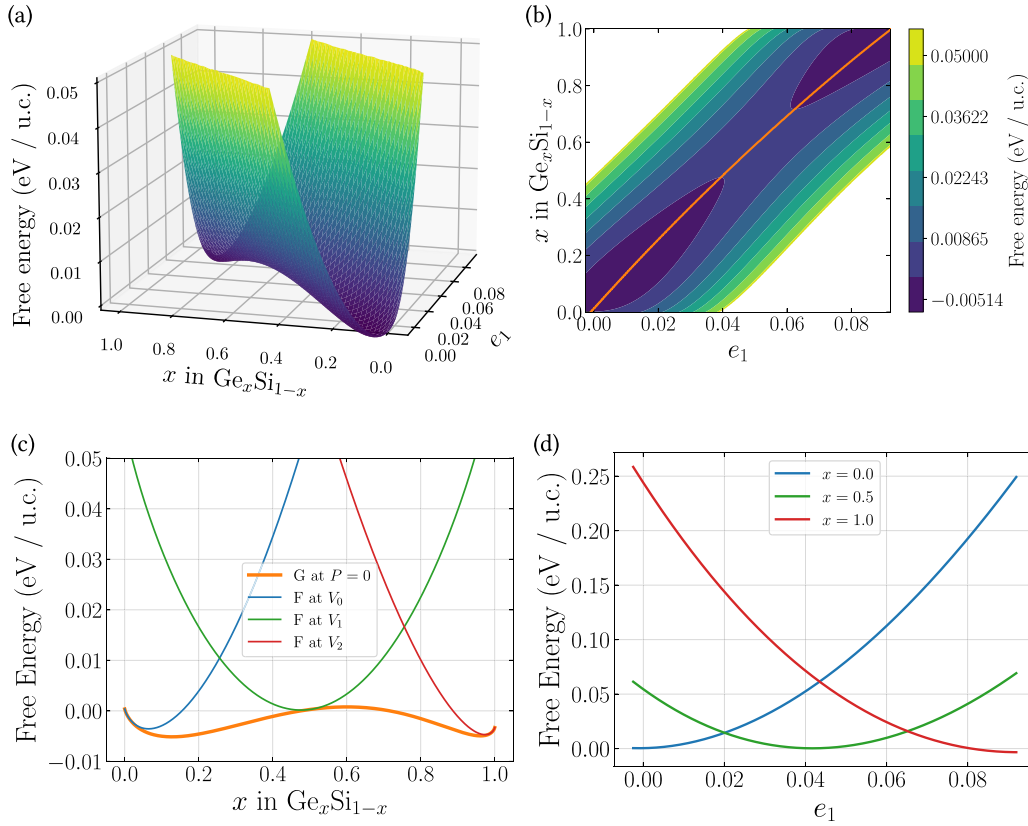 (a)
Free energy (eV / u.c.)
0.05
0.04
0.03
0.02
0.01
0.00
1.0 0.8 0.6 0.4 0.2 0.0
x in GeₓSi₁₋ₓ
0.00 0.02 0.04 0.06 0.08
e₁
(b)
x in GeₓSi₁₋ₓ
1.0
0.8
0.6
0.4
0.2
0.0
0.00 0.02 0.04 0.06 0.08
e₁
0.05000
0.03622
0.02243
0.00865
−0.00514
Free energy (eV / u.c.)
(c)
Free Energy (eV / u.c.)
0.05
0.04
0.03
0.02
0.01
0.00
−0.01
G at P = 0
F at V₀
F at V₁
F at V₂
0.0 0.2 0.4 0.6 0.8 1.0
x in GeₓSi₁₋ₓ
(d)
Free Energy (eV / u.c.)
0.25
0.20
0.15
0.10
0.05
0.00
x = 0.0
x = 0.5
x = 1.0
0.00 0.02 0.04 0.06 0.08
e₁